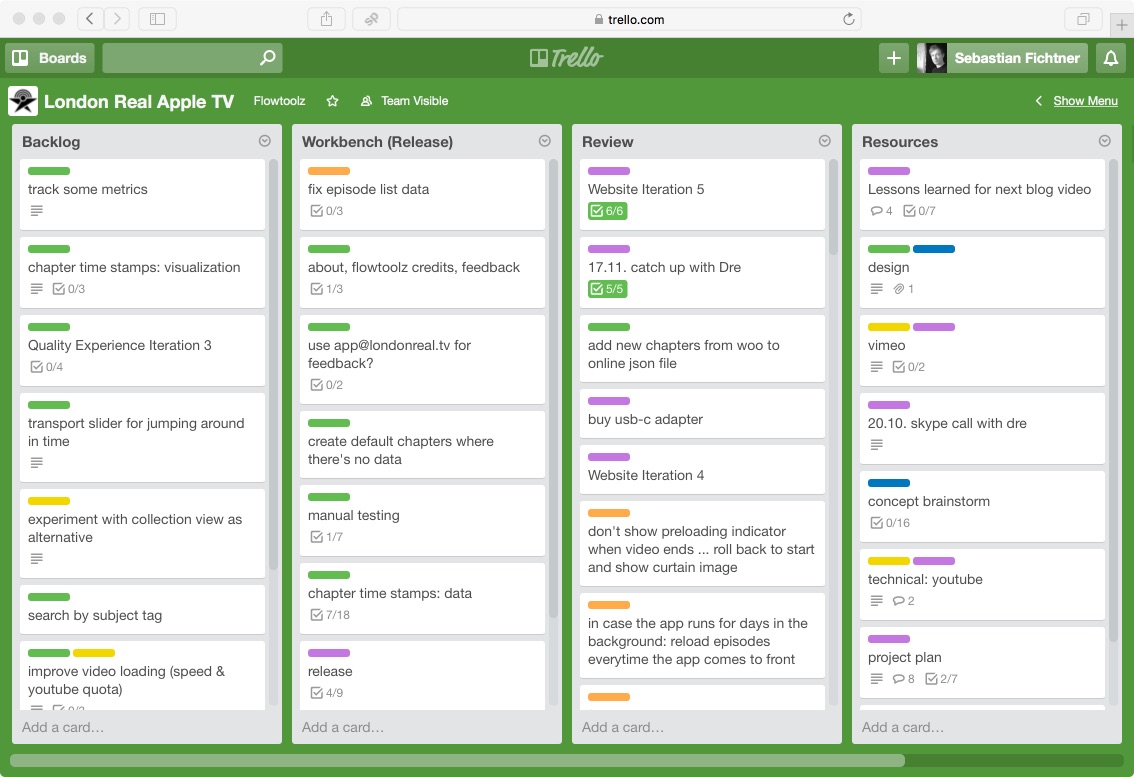 trello.com
Boards
Trello
Sebastian Fichtner
London Real Apple TV
Flowtoolz
Team Visible
Show Menu
Backlog
track some metrics
chapter time stamps: visualization
0/3
Quality Experience Iteration 3
0/4
transport slider for jumping around
in time
experiment with collection view as
alternative
search by subject tag
improve video loading (speed &
youtube quota)
Add a card…
Workbench (Release)
fix episode list data
0/3
about, flowtoolz credits, feedback
1/3
use app@londonreal.tv for
feedback?
0/2
create default chapters where
there's no data
manual testing
1/7
chapter time stamps: data
7/18
release
4/9
Add a card…
Review
Website Iteration 5
6/6
17.11. catch up with Dre
5/5
add new chapters from woo to
online json file
buy usb-c adapter
Website Iteration 4
don't show preloading indicator
when video ends ... roll back to start
and show curtain image
in case the app runs for days in the
background: reload episodes
everytime the app comes to front
Add a card…
Resources
Lessons learned for next blog video
4 0/7
design
1
vimeo
0/2
20.10. skype call with dre
concept brainstorm
0/16
technical: youtube
2
project plan
8 2/7
Add a card…